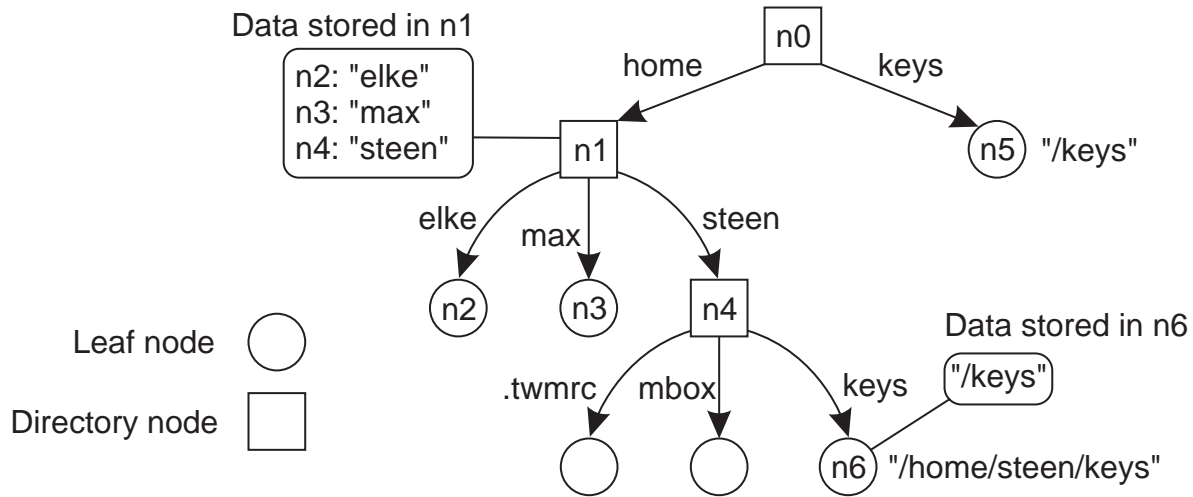 Data stored in n1
n0
n2: "elke"
n3: "max"
n4: "steen"
home
keys
n1
n5
"/keys"
elke
max
steen
n2
n3
n4
Data stored in n6
"/keys"
Leaf node
.twmrc
mbox
keys
Directory node
n6
"/home/steen/keys"